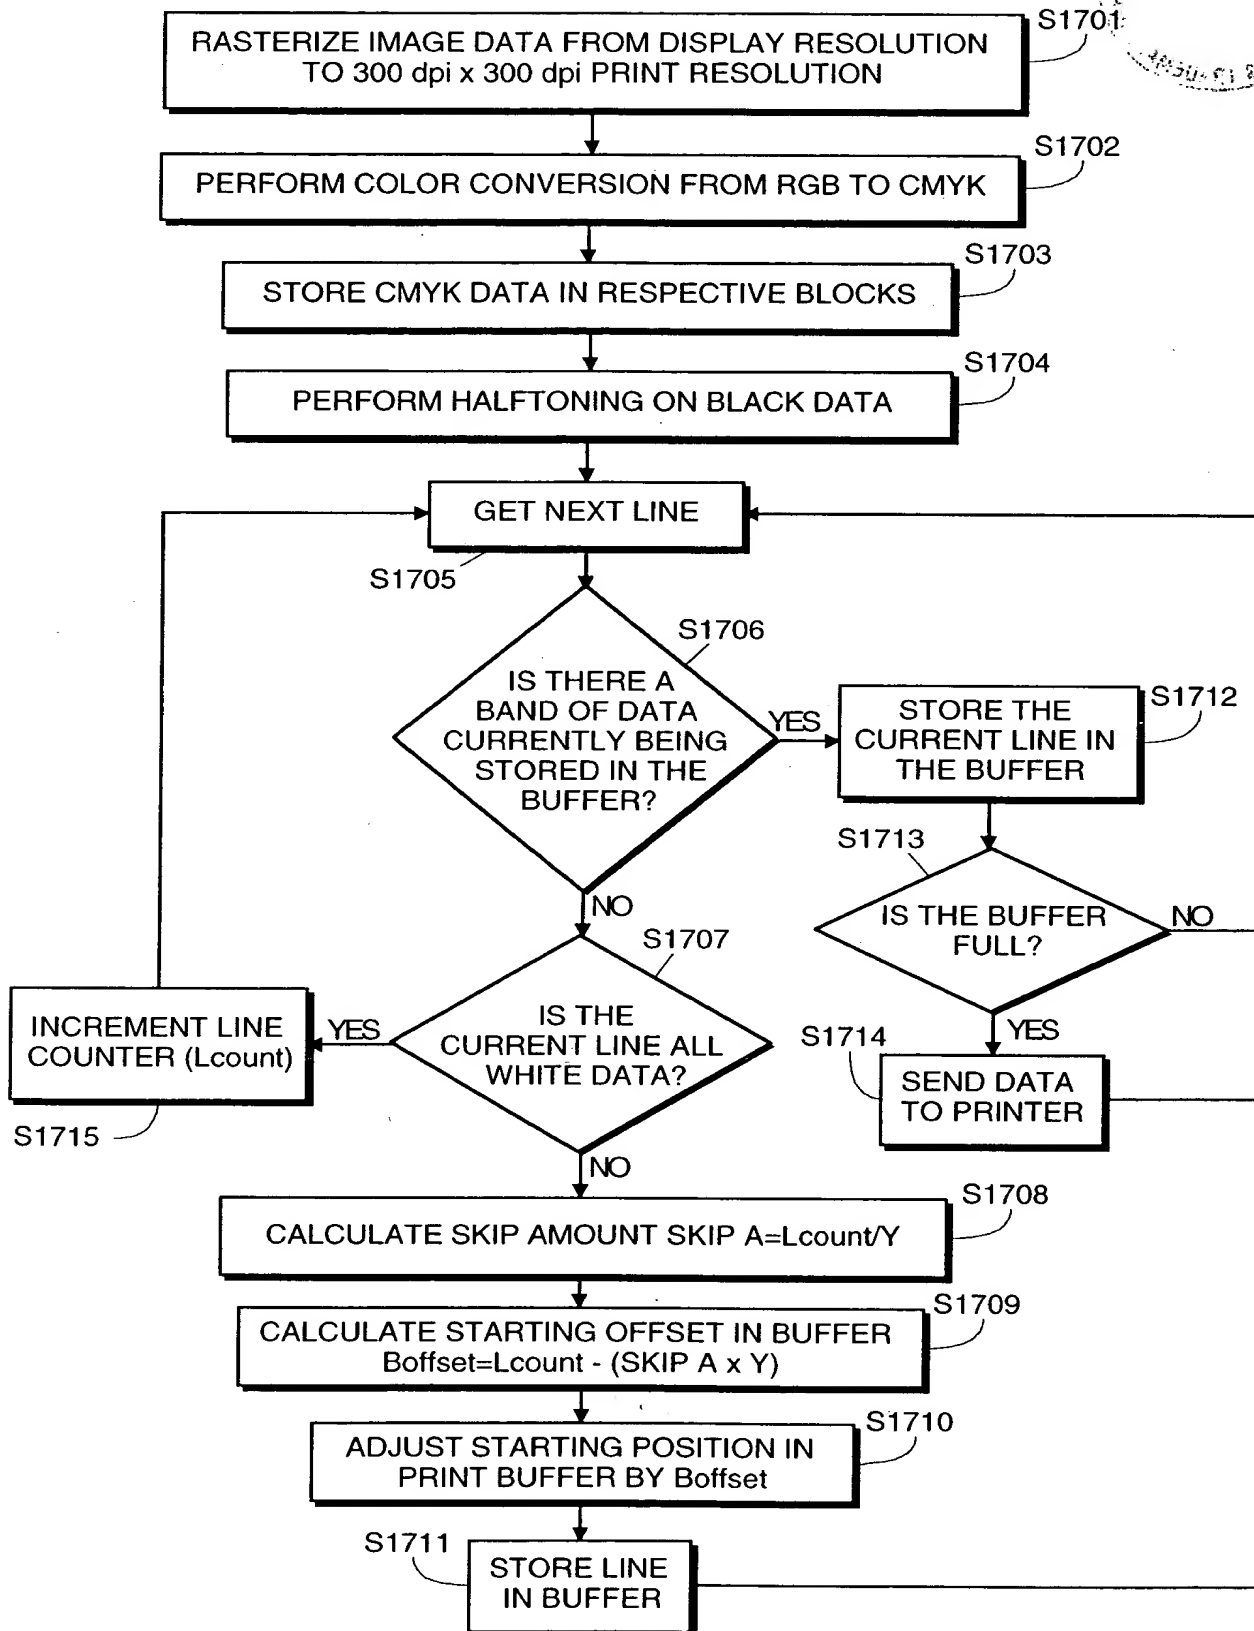 S1701
RASTERIZE IMAGE DATA FROM DISPLAY RESOLUTION
TO 300 dpi x 300 dpi PRINT RESOLUTION
S1702
PERFORM COLOR CONVERSION FROM RGB TO CMYK
S1703
STORE CMYK DATA IN RESPECTIVE BLOCKS
S1704
PERFORM HALFTONING ON BLACK DATA
GET NEXT LINE
S1705
S1706
IS THERE A
BAND OF DATA
CURRENTLY BEING
STORED IN THE
BUFFER?
YES
NO
S1712
STORE THE
CURRENT LINE IN
THE BUFFER
S1713
IS THE BUFFER
FULL?
NO
YES
S1714
SEND DATA
TO PRINTER
S1707
IS THE
CURRENT LINE ALL
WHITE DATA?
YES
INCREMENT LINE
COUNTER (Lcount)
S1715
NO
S1708
CALCULATE SKIP AMOUNT SKIP A=Lcount/Y
S1709
CALCULATE STARTING OFFSET IN BUFFER
Boffset=Lcount - (SKIP A x Y)
S1710
ADJUST STARTING POSITION IN
PRINT BUFFER BY Boffset
S1711
STORE LINE
IN BUFFER